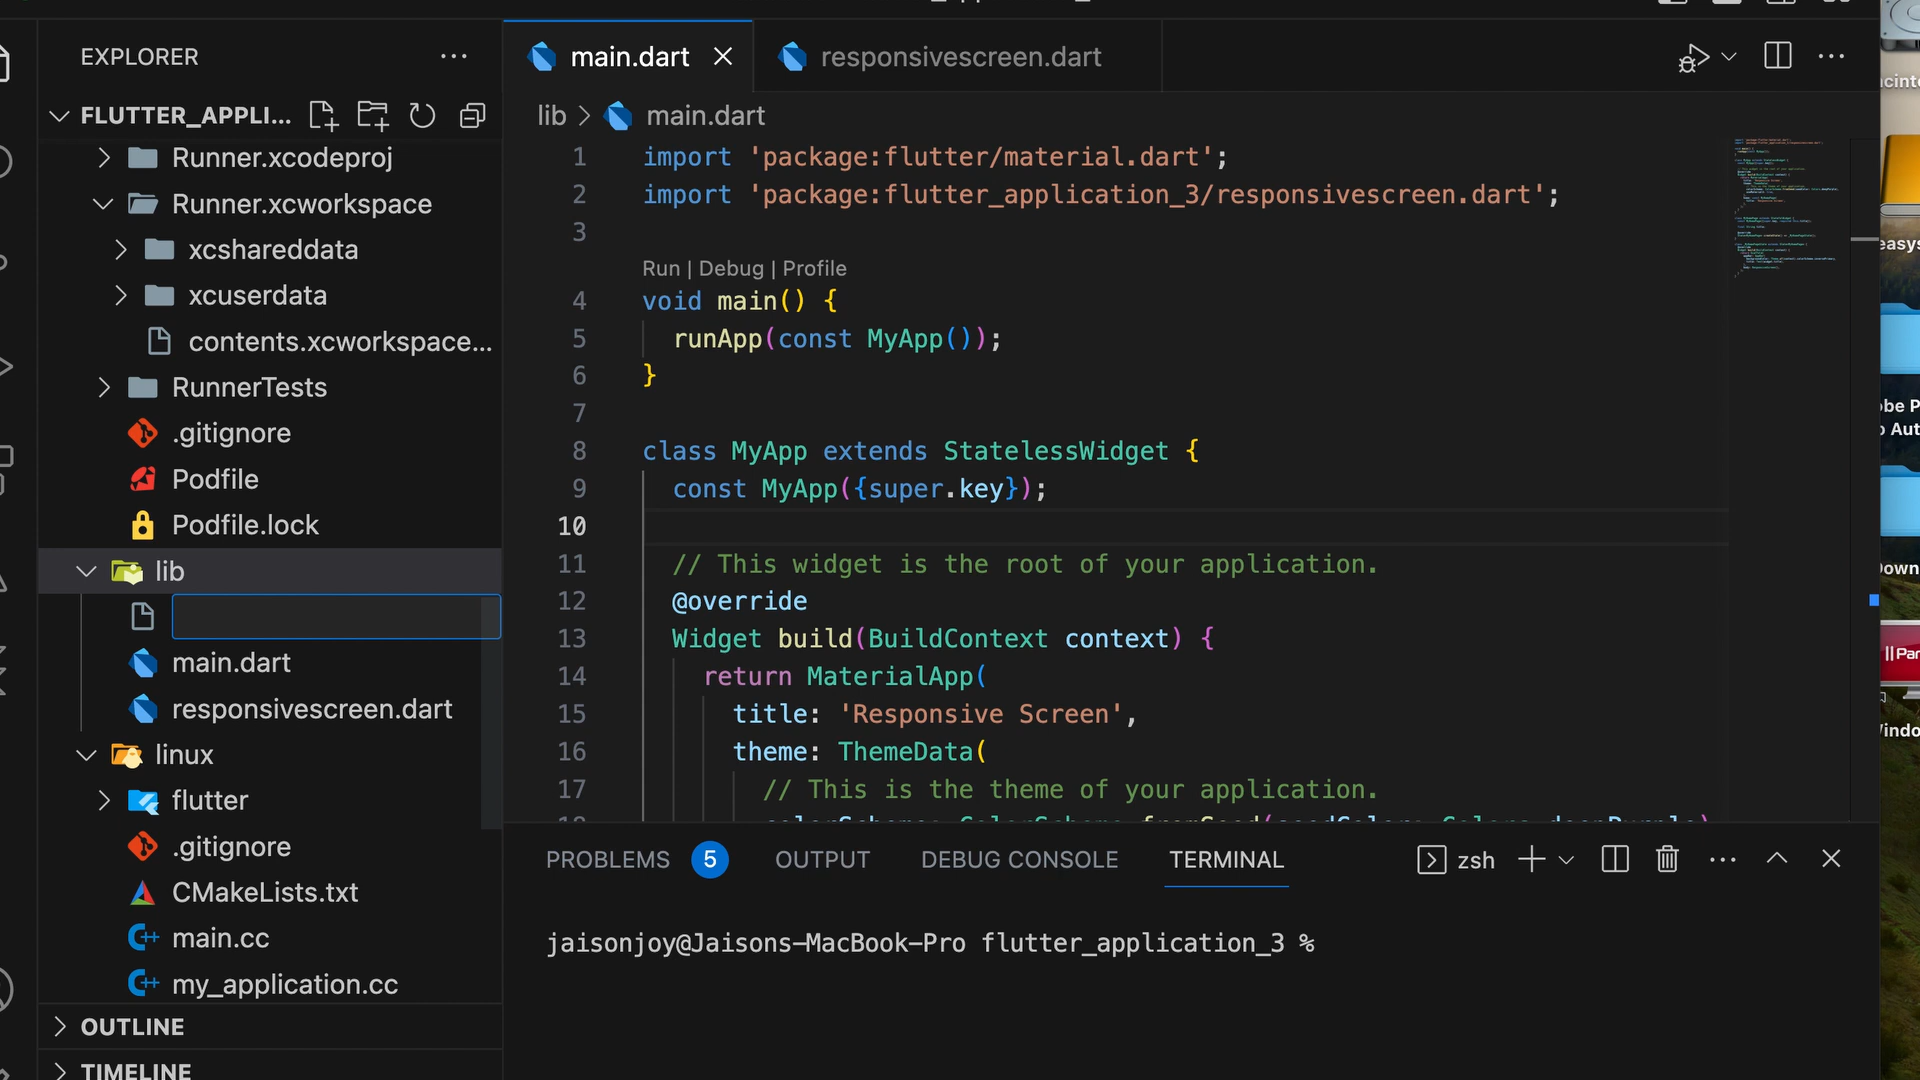 EXPLORER
FLUTTER_APPLI...
Runner.xcodeproj
Runner.xcworkspace
xcshareddata
xcuserdata
contents.xcworkspace...
RunnerTests
.gitignore
Podfile
Podfile.lock
lib
main.dart
responsivescreen.dart
linux
flutter
.gitignore
CMakeLists.txt
main.cc
my_application.cc
OUTLINE
TIMELINE
main.dart
responsivescreen.dart
lib > main.dart
1 import 'package:flutter/material.dart';
2 import 'package:flutter_application_3/responsivescreen.dart';
3
Run | Debug | Profile
4 void main() {
5 runApp(const MyApp());
6 }
7
8 class MyApp extends StatelessWidget {
9 const MyApp({super.key});
10
11 // This widget is the root of your application.
12 @override
13 Widget build(BuildContext context) {
14 return MaterialApp(
15 title: 'Responsive Screen',
16 theme: ThemeData(
17 // This is the theme of your application.
PROBLEMS 5
OUTPUT
DEBUG CONSOLE
TERMINAL
zsh
jaisonjoy@Jaisons-MacBook-Pro flutter_application_3 %